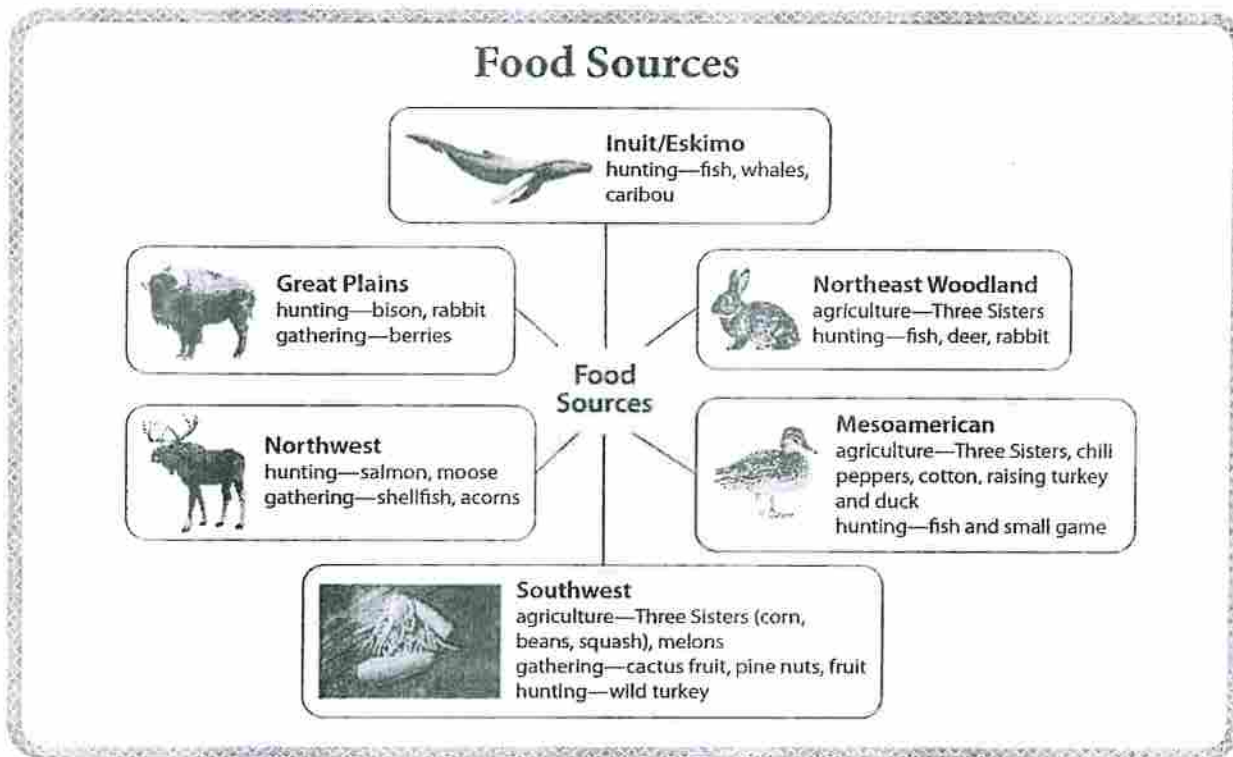 Food Sources
Inuit/Eskimo
hunting—fish, whales,
caribou
Great Plains
hunting—bison, rabbit
gathering—berries
Northeast Woodland
agriculture—Three Sisters
hunting—fish, deer, rabbit
Food
Sources
Northwest
hunting—salmon, moose
gathering—shellfish, acorns
Mesoamerican
agriculture—Three Sisters, chili
peppers, cotton, raising turkey
and duck
hunting—fish and small game
Southwest
agriculture—Three Sisters (corn,
beans, squash), melons
gathering—cactus fruit, pine nuts, fruit
hunting—wild turkey